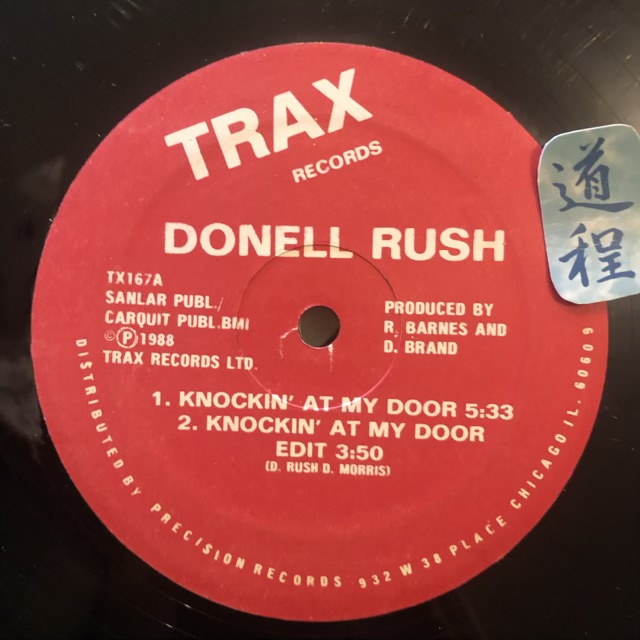 TRAX
RECORDS
DONELL RUSH
TX167A
SANLAR PUBL./
CARQUIT PUBL.BMI
©Ⓟ1988
TRAX RECORDS LTD.
PRODUCED BY
R. BARNES AND
D. BRAND
1. KNOCKIN' AT MY DOOR 5:33
2. KNOCKIN' AT MY DOOR
EDIT 3:50
(D. RUSH D. MORRIS)
DISTRIBUTED BY PRECISION RECORDS 932 W 38 PLACE CHICAGO IL. 60609
道
程